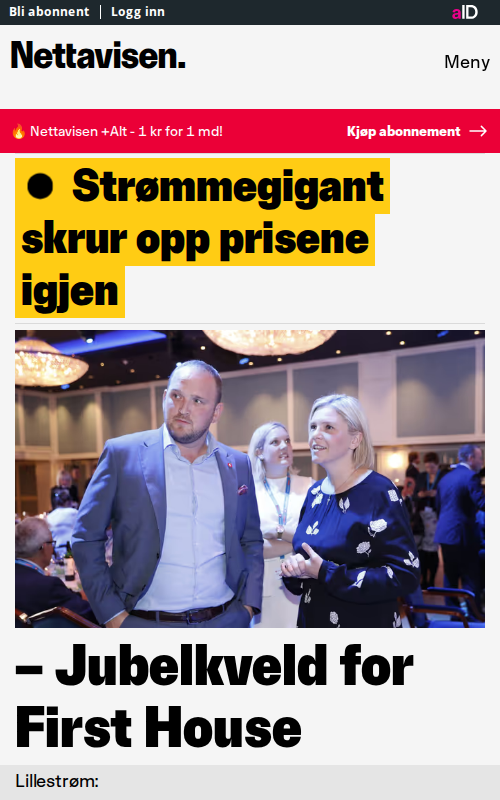 Bli abonnent | Logg inn
aID
Nettavisen.
Meny
🔥 Nettavisen +Alt - 1 kr for 1 md!
Kjøp abonnement →
● Strømmegigant
skrur opp prisene
igjen
– Jubelkveld for
First House
Lillestrøm: